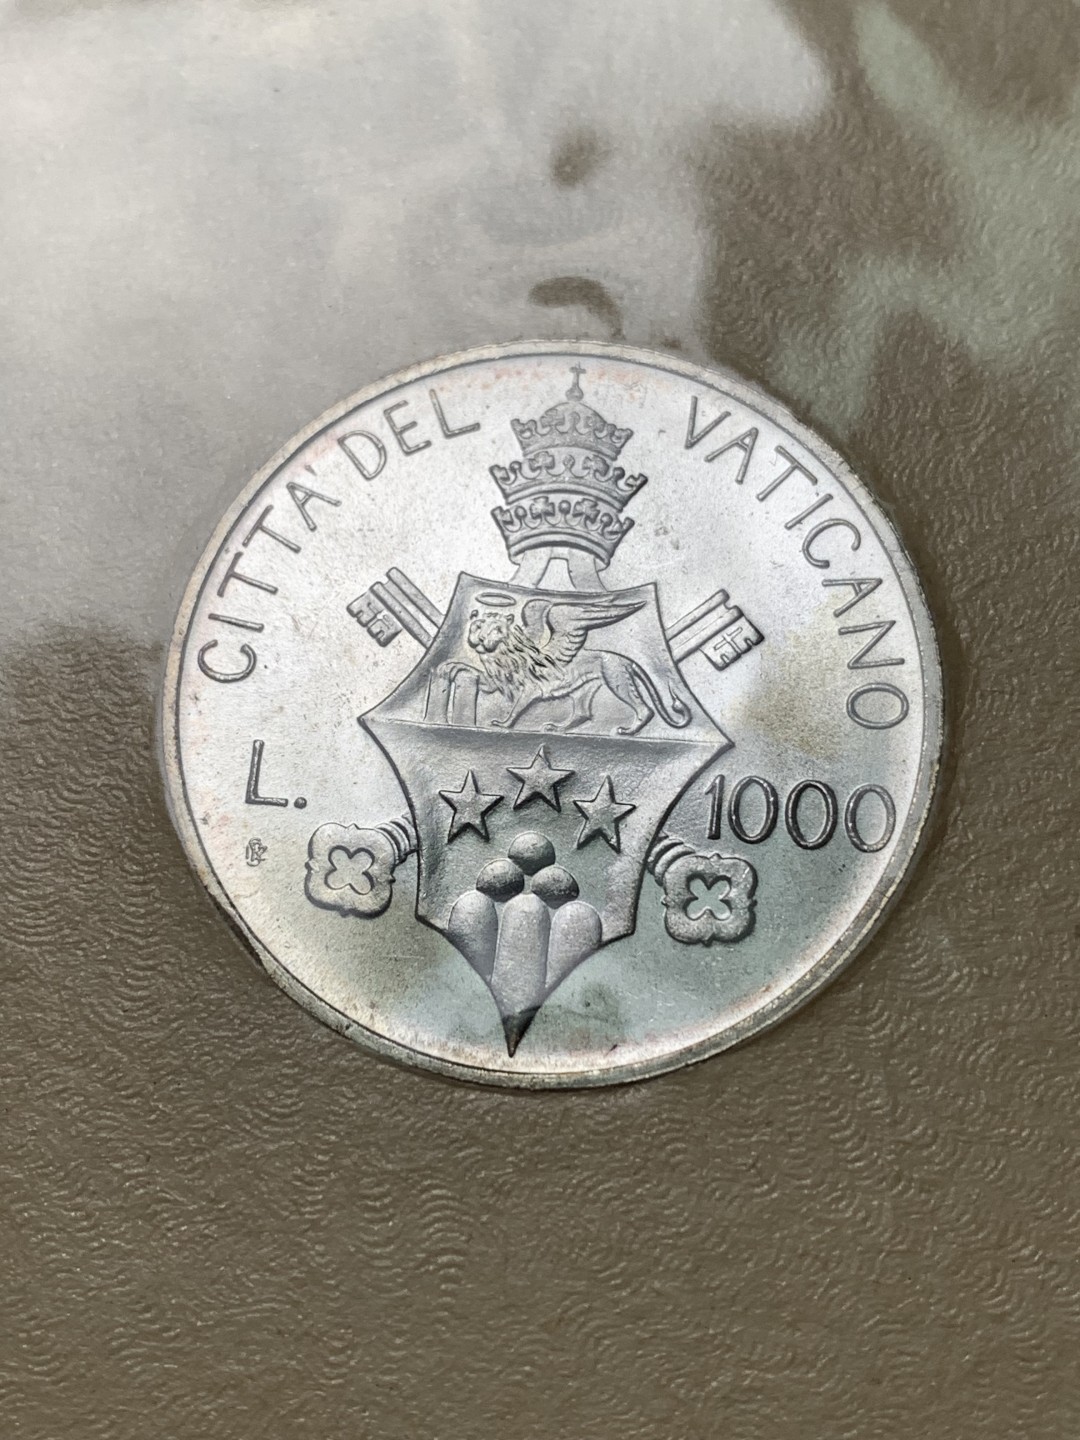 CITTA' DEL VATICANO
L. 1000
R